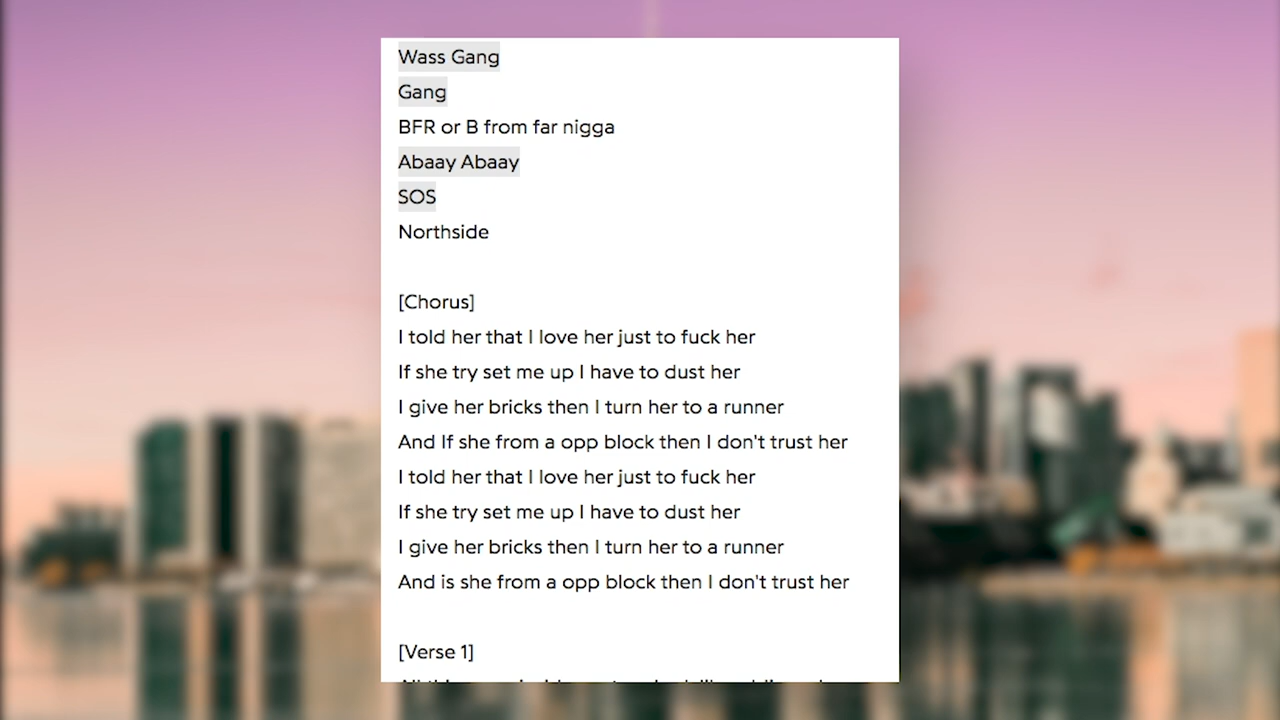 Wass Gang
Gang
BFR or B from far nigga
Abaay Abaay
SOS
Northside
[Chorus]
I told her that I love her just to fuck her
If she try set me up I have to dust her
I give her bricks then I turn her to a runner
And If she from a opp block then I don't trust her
I told her that I love her just to fuck her
If she try set me up I have to dust her
I give her bricks then I turn her to a runner
And is she from a opp block then I don't trust her
[Verse 1]